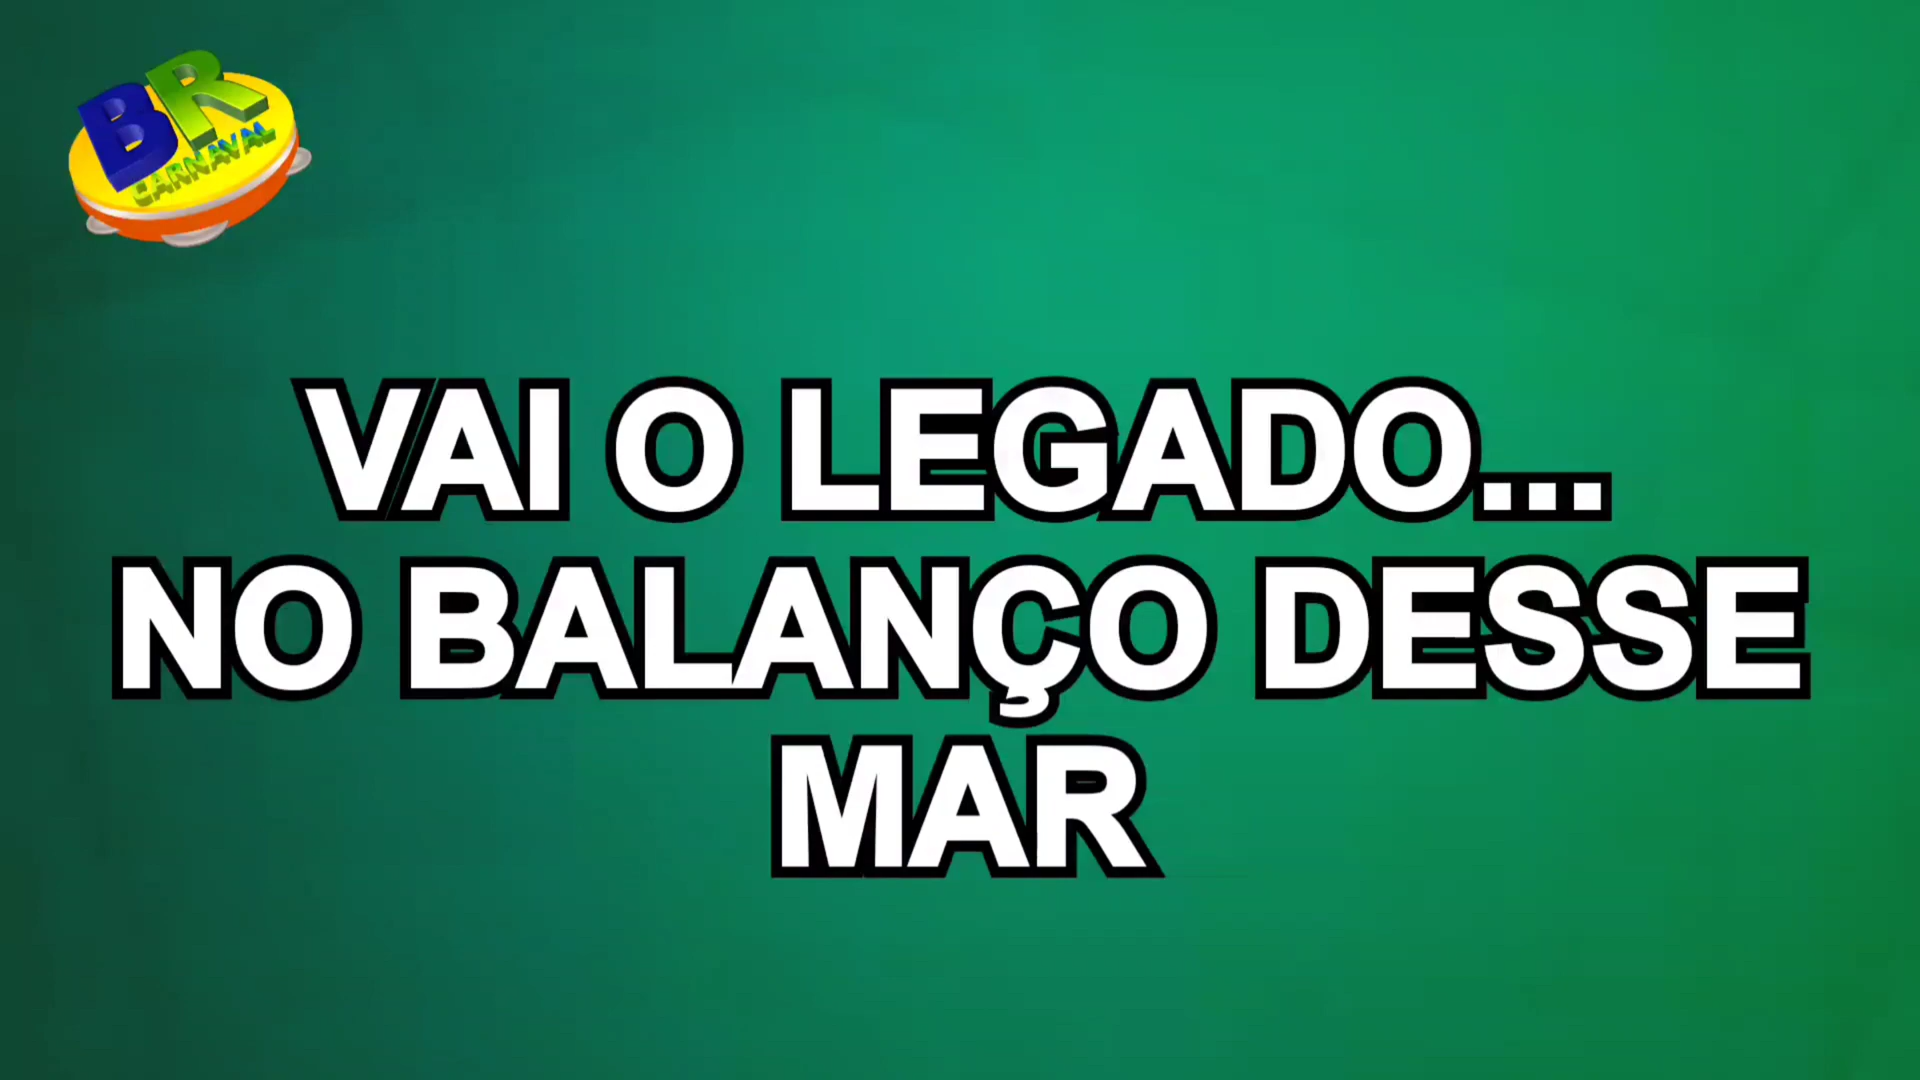 BR
CARNAVAL
VAI O LEGADO...
NO BALANÇO DESSE
MAR